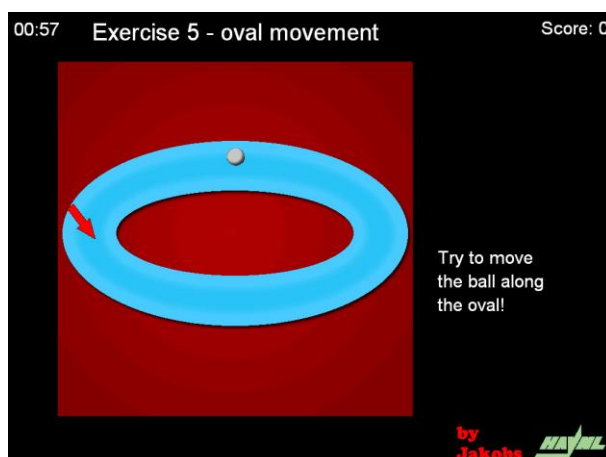 00:57
Exercise 5 - oval movement
Score: 0
Try to move
the ball along
the oval!
by
Jakobs